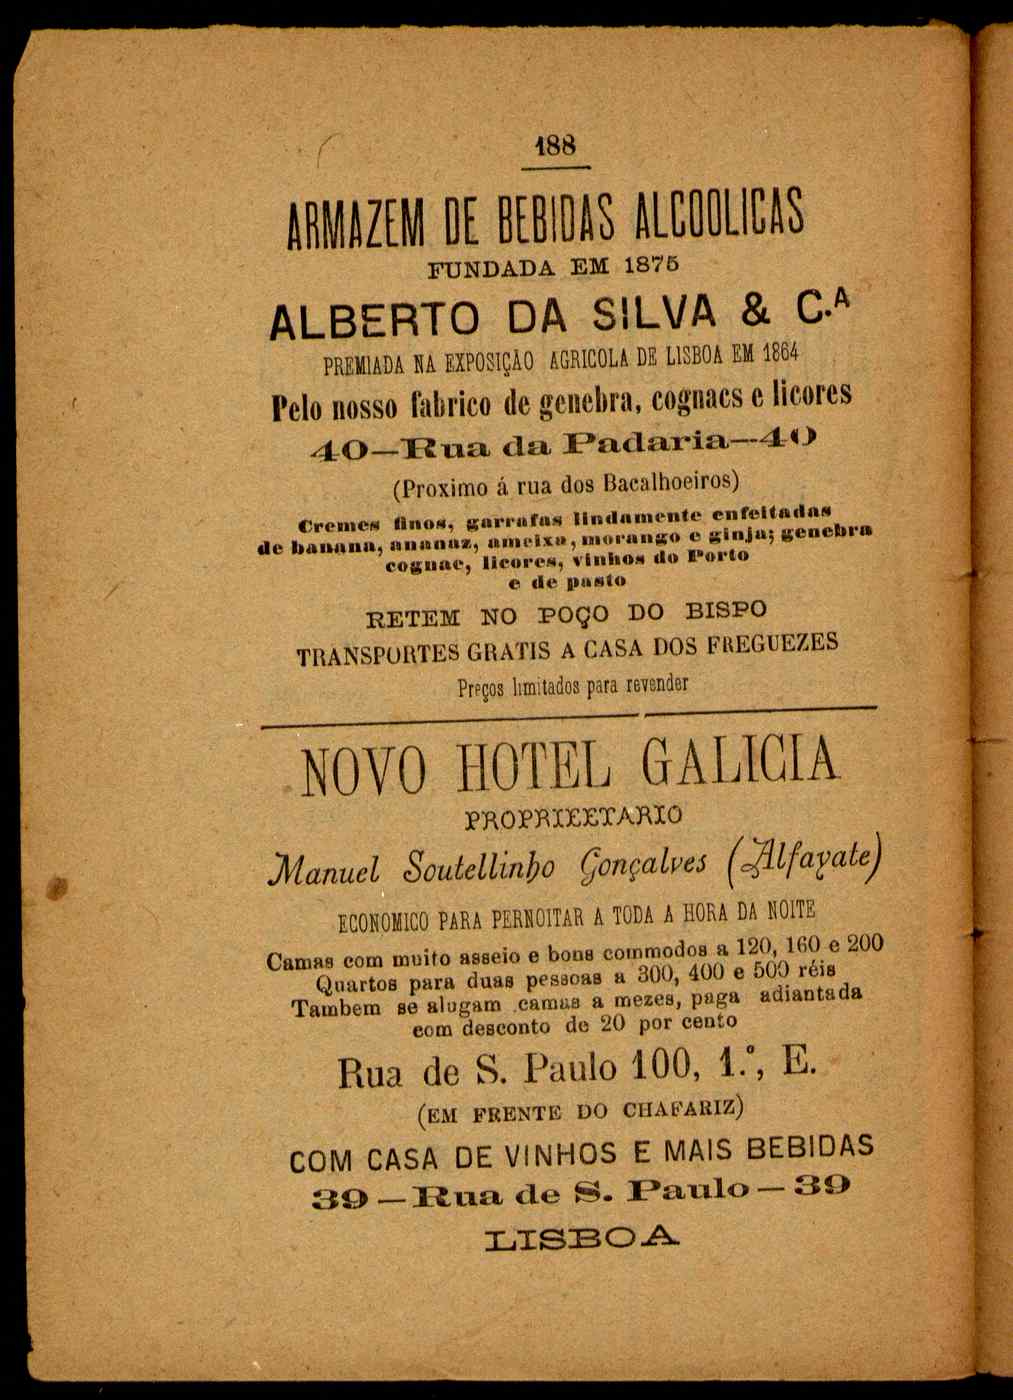 188
ARMAZEM DE BEBIDAS ALCOOLICAS
FUNDADA EM 1875
ALBERTO DA SILVA & C.A
PREMIADA NA EXPOSIÇÃO AGRICOLA DE LISBOA EM 1864
Pelo nosso fabrico de genebra, cognacs e licores
40—Rua da Padaria—40
(Proximo á rua dos Bacalhoeiros)
Cremes finos, garrafas lindamente enfeitadas
de banana, ananaz, ameixa, morango e ginja; genebra
cognac, licores, vinhos do Porto
e de pasto
RETEM NO POÇO DO BISPO
TRANSPORTES GRATIS A CASA DOS FREGUEZES
Preços limitados para revender
NOVO HOTEL GALICIA
PROPRIEETARIO
Manuel Soutellinho Gonçalves (Alfayate)
ECONOMICO PARA PERNOITAR A TODA A HORA DA NOITE
Camas com muito asseio e bons commodos a 120, 160 e 200
Quartos para duas pessoas a 300, 400 e 500 réis
Tambem se alugam camas a mezes, paga adiantada
com desconto de 20 por cento
Rua de S. Paulo 100, 1.º, E.
(EM FRENTE DO CHAFARIZ)
COM CASA DE VINHOS E MAIS BEBIDAS
39—Rua de S. Paulo—39
LISBOA